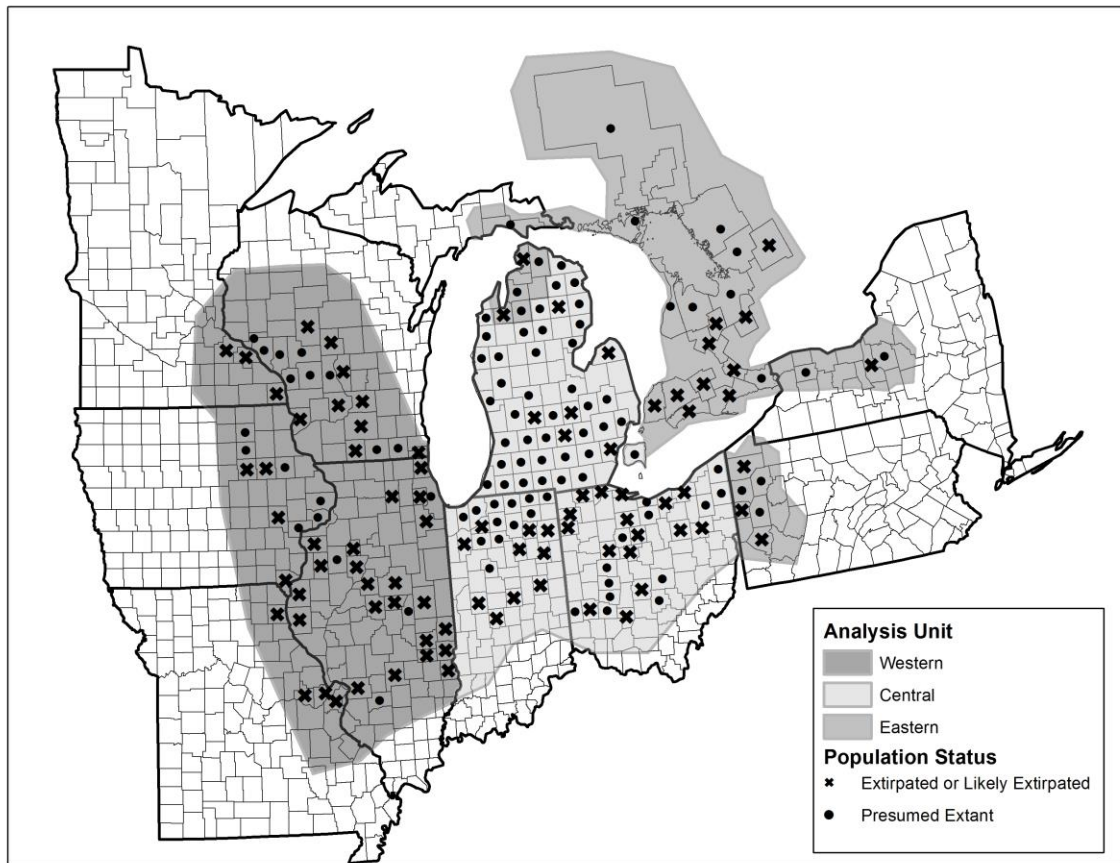 Analysis Unit
Western
Central
Eastern
Population Status
Extirpated or Likely Extirpated
Presumed Extant